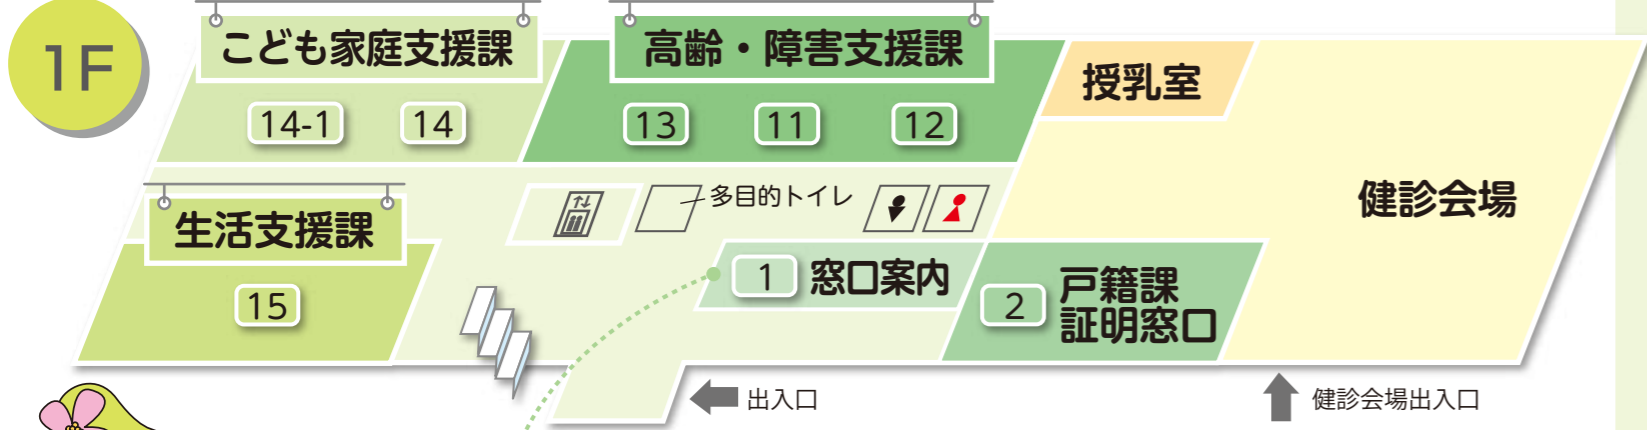 1F
こども家庭支援課
高齢・障害支援課
授乳室
14-1
14
13
11
12
多目的トイレ
健診会場
生活支援課
15
1 窓口案内
2 戸籍課
証明窓口
出入口
健診会場出入口